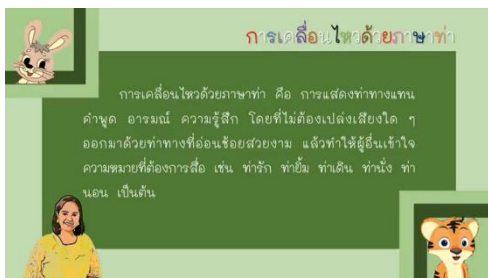 การเคลื่อนไหวด้วยภาษาท่า
การเคลื่อนไหวด้วยภาษาท่า คือ การแสดงท่าทางแทน
คำพูด อารมณ์ ความรู้สึก โดยที่ไม่ต้องเปล่งเสียงใด ๆ
ออกมาด้วยท่าทางที่อ่อนช้อยสวยงาม แล้วทำให้ผู้อื่นเข้าใจ
ความหมายที่ต้องการสื่อ เช่น ท่ารัก ท่ายิ้ม ท่าเดิน ท่านั่ง ท่า
นอน เป็นต้น